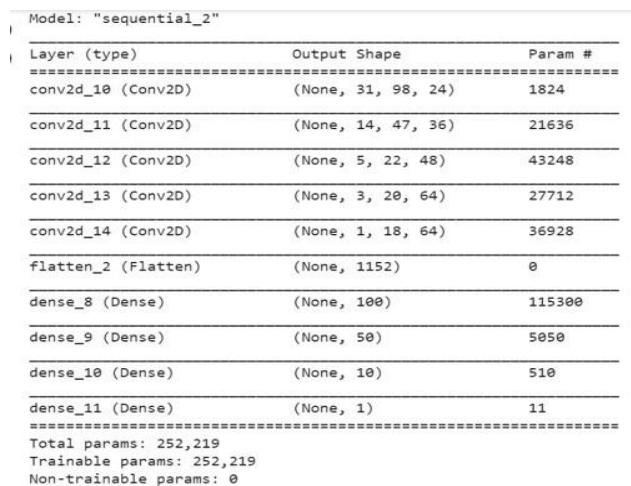 Model: "sequential_2"
Layer (type) Output Shape Param #
conv2d_10 (Conv2D) (None, 31, 98, 24) 1824
conv2d_11 (Conv2D) (None, 14, 47, 36) 21636
conv2d_12 (Conv2D) (None, 5, 22, 48) 43248
conv2d_13 (Conv2D) (None, 3, 20, 64) 27712
conv2d_14 (Conv2D) (None, 1, 18, 64) 36928
flatten_2 (Flatten) (None, 1152) 0
dense_8 (Dense) (None, 100) 115300
dense_9 (Dense) (None, 50) 5050
dense_10 (Dense) (None, 10) 510
dense_11 (Dense) (None, 1) 11
Total params: 252,219
Trainable params: 252,219
Non-trainable params: 0